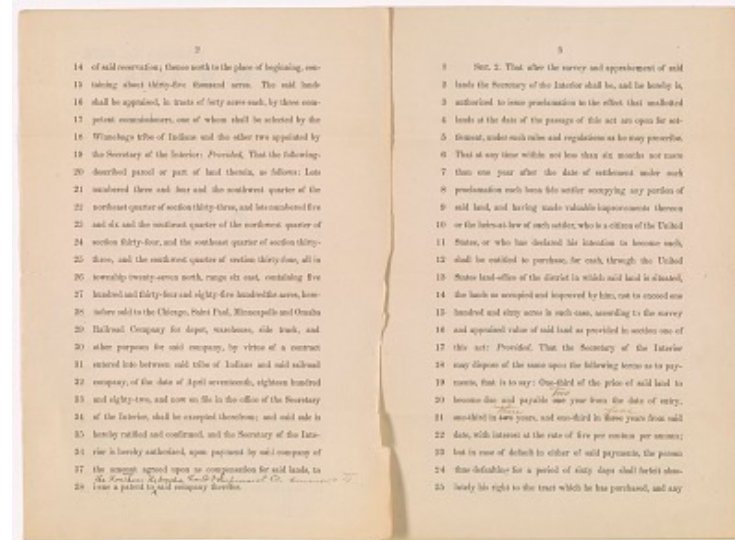 2
14 of said reservation; thence north to the place of beginning, con-
15 taining about thirty-five thousand acres. The said lands
16 shall be appraised, in tracts of forty acres each, by three com-
17 petent commissioners, one of whom shall be selected by the
18 Winnebago tribe of Indians and the other two appointed by
19 the Secretary of the Interior: Provided, That the following-
20 described parcel or part of land therein, as follows: Lots
21 numbered three and four and the southwest quarter of the
22 northeast quarter of section thirty-three, and lots numbered five
23 and six and the southeast quarter of the northwest quarter of
24 section thirty-four, and the southeast quarter of section thirty-
25 three, and the southwest quarter of section thirty-four, all in
26 township twenty-seven north, range six east, containing five
27 hundred and thirty-four and eighty-five hundredths acres, here-
28 tofore sold to the Chicago, Saint Paul, Minneapolis and Omaha
29 Railroad Company for depot, warehouse, side track, and
30 other purposes for said company, by virtue of a contract
31 entered into between said tribe of Indians and said railroad
32 company, of the date of April seventeenth, eighteen hundred
33 and eighty-two, and now on file in the office of the Secretary
34 of the Interior, shall be excepted therefrom; and said sale is
35 hereby ratified and confirmed, and the Secretary of the Inte-
36 rior is hereby authorized, upon payment by said company of
37 the amount agreed upon to compensation for said lands, to
the Northern Nebraska
38 issue a patent to said company therefor.
3
1 SEC. 2. That after the survey and appraisement of said
2 lands the Secretary of the Interior shall be, and he hereby is,
3 authorized to issue proclamation to the effect that unallotted
4 lands at the date of the passage of this act are open for set-
5 tlement, under such rules and regulations as he may prescribe.
6 That at any time within not less than six months nor more
7 than one year after the date of settlement under such
8 proclamation each bona fide settler occupying any portion of
9 said land, and having made valuable improvements thereon
10 or the heirs-at-law of such settler, who is a citizen of the United
11 States, or who has declared his intention to become such,
12 shall be entitled to purchase, for cash, through the United
13 States land-office of the district in which said land is situated,
14 the lands so occupied and improved by him, not to exceed one
15 hundred and sixty acres in each case, according to the survey
16 and appraised value of said land as provided in section one of
17 this act: Provided, That the Secretary of the Interior
18 may dispose of the same upon the following terms as to pay-
19 ments, that is to say: One-third of the price of said land to
two
20 become due and payable one year from the date of entry,
three four
21 one-third in two years, and one-third in three years from said
22 date, with interest at the rate of five per centum per annum;
23 but in case of default in either of said payments, the person
24 thus defaulting for a period of sixty days shall forfeit abso-
25 lutely his right to the tract which he has purchased, and any